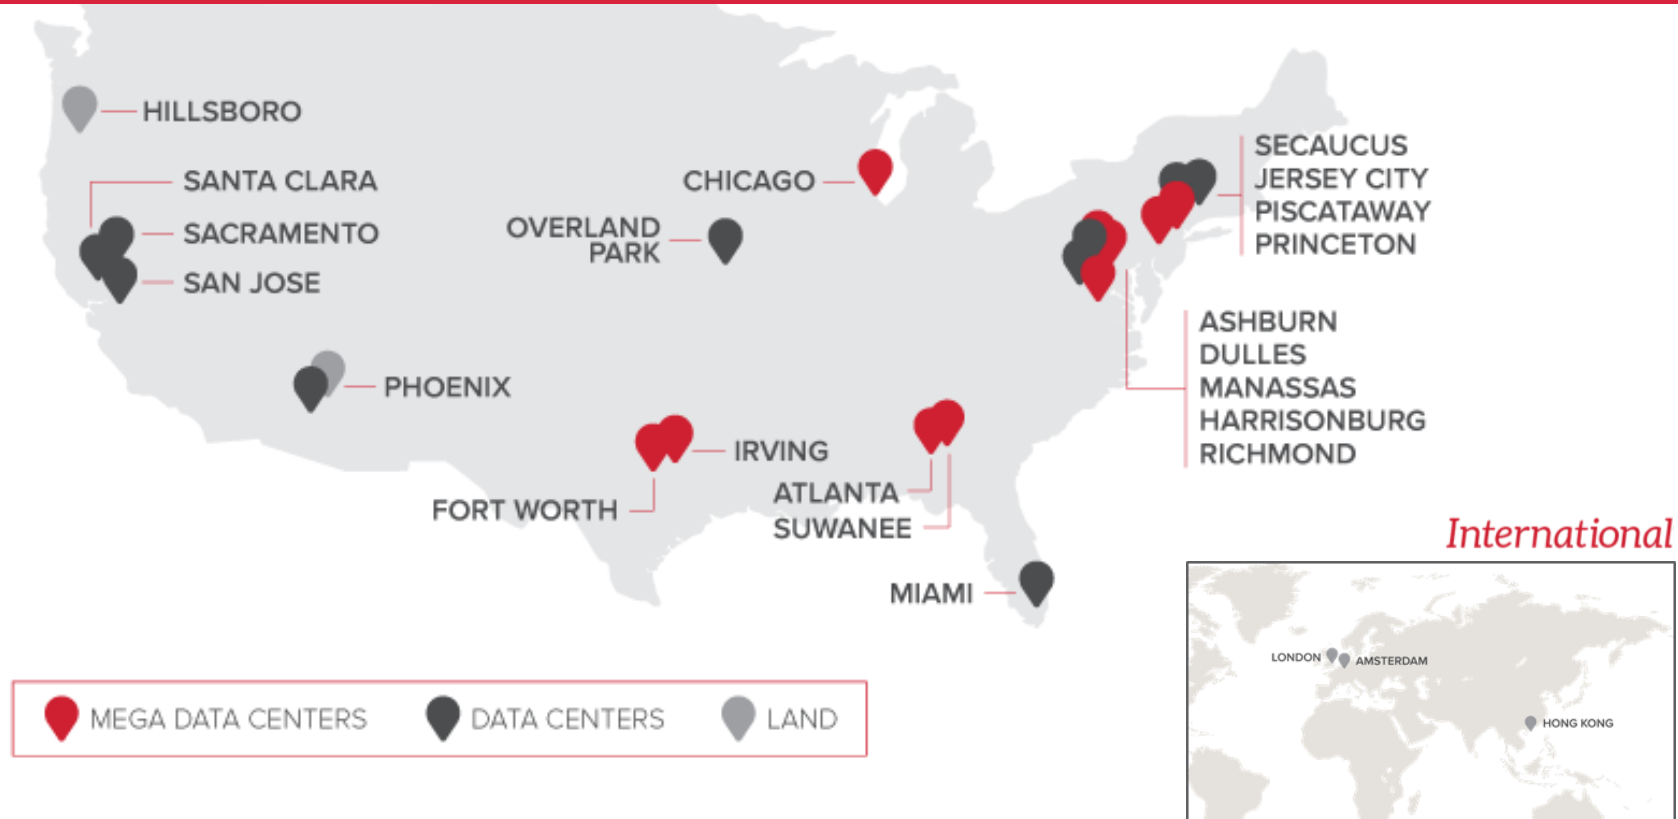 HILLSBORO
SANTA CLARA
SACRAMENTO
SAN JOSE
PHOENIX
CHICAGO
OVERLAND
PARK
IRVING
FORT WORTH
ATLANTA
SUWANEE
MIAMI
SECAUCUS
JERSEY CITY
PISCATAWAY
PRINCETON
ASHBURN
DULLES
MANASSAS
HARRISONBURG
RICHMOND
International
LONDON
AMSTERDAM
HONG KONG
MEGA DATA CENTERS
DATA CENTERS
LAND